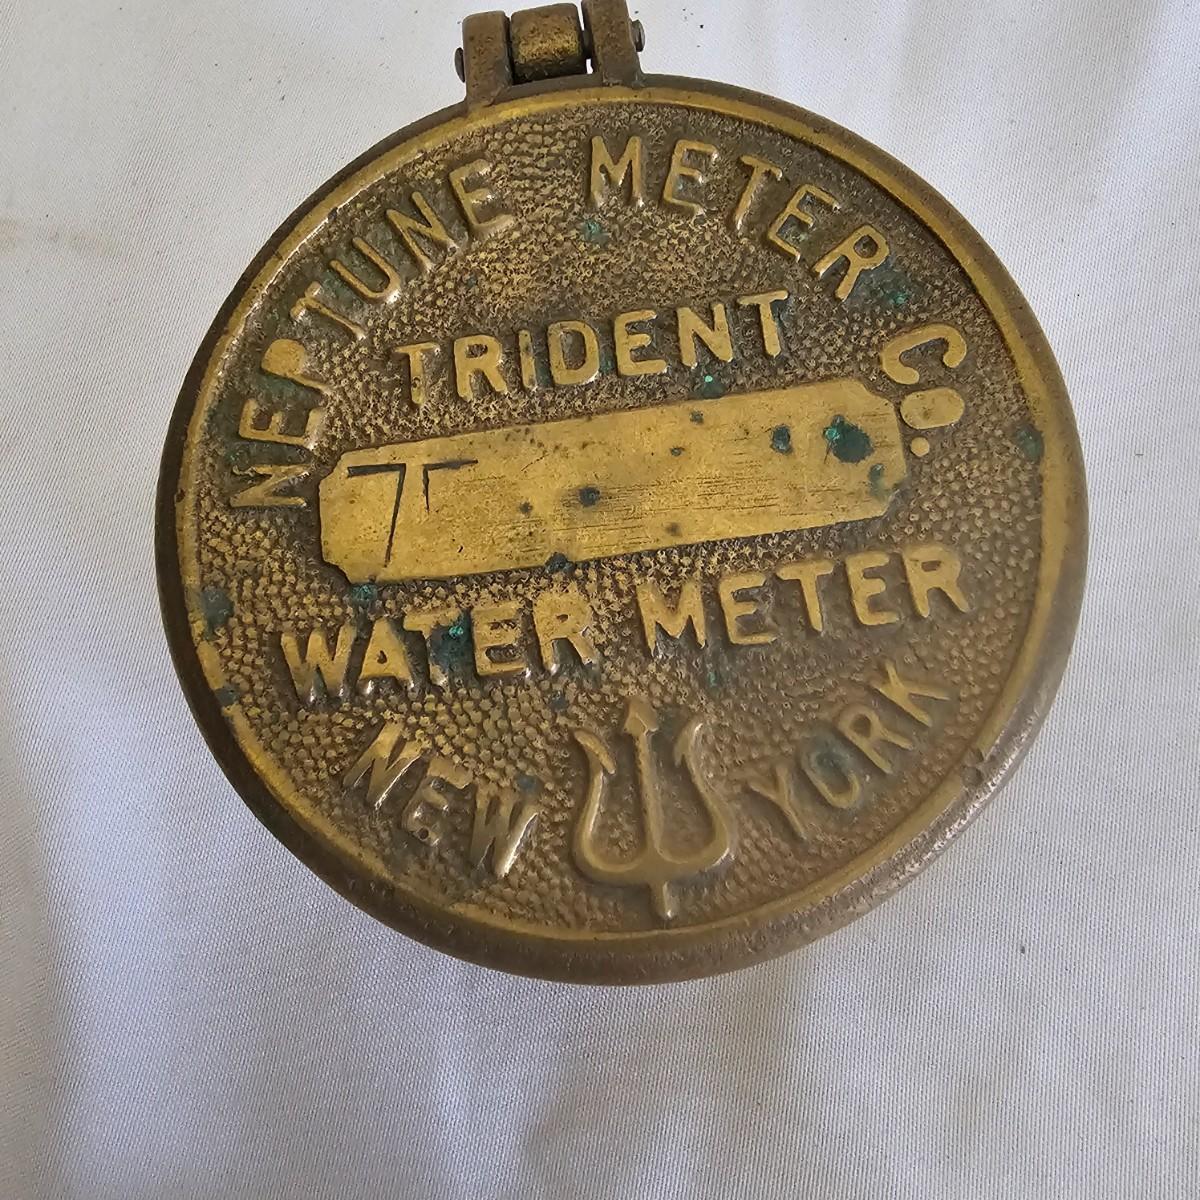 NEPTUNE METER CO.
TRIDENT
WATER METER
NEW YORK